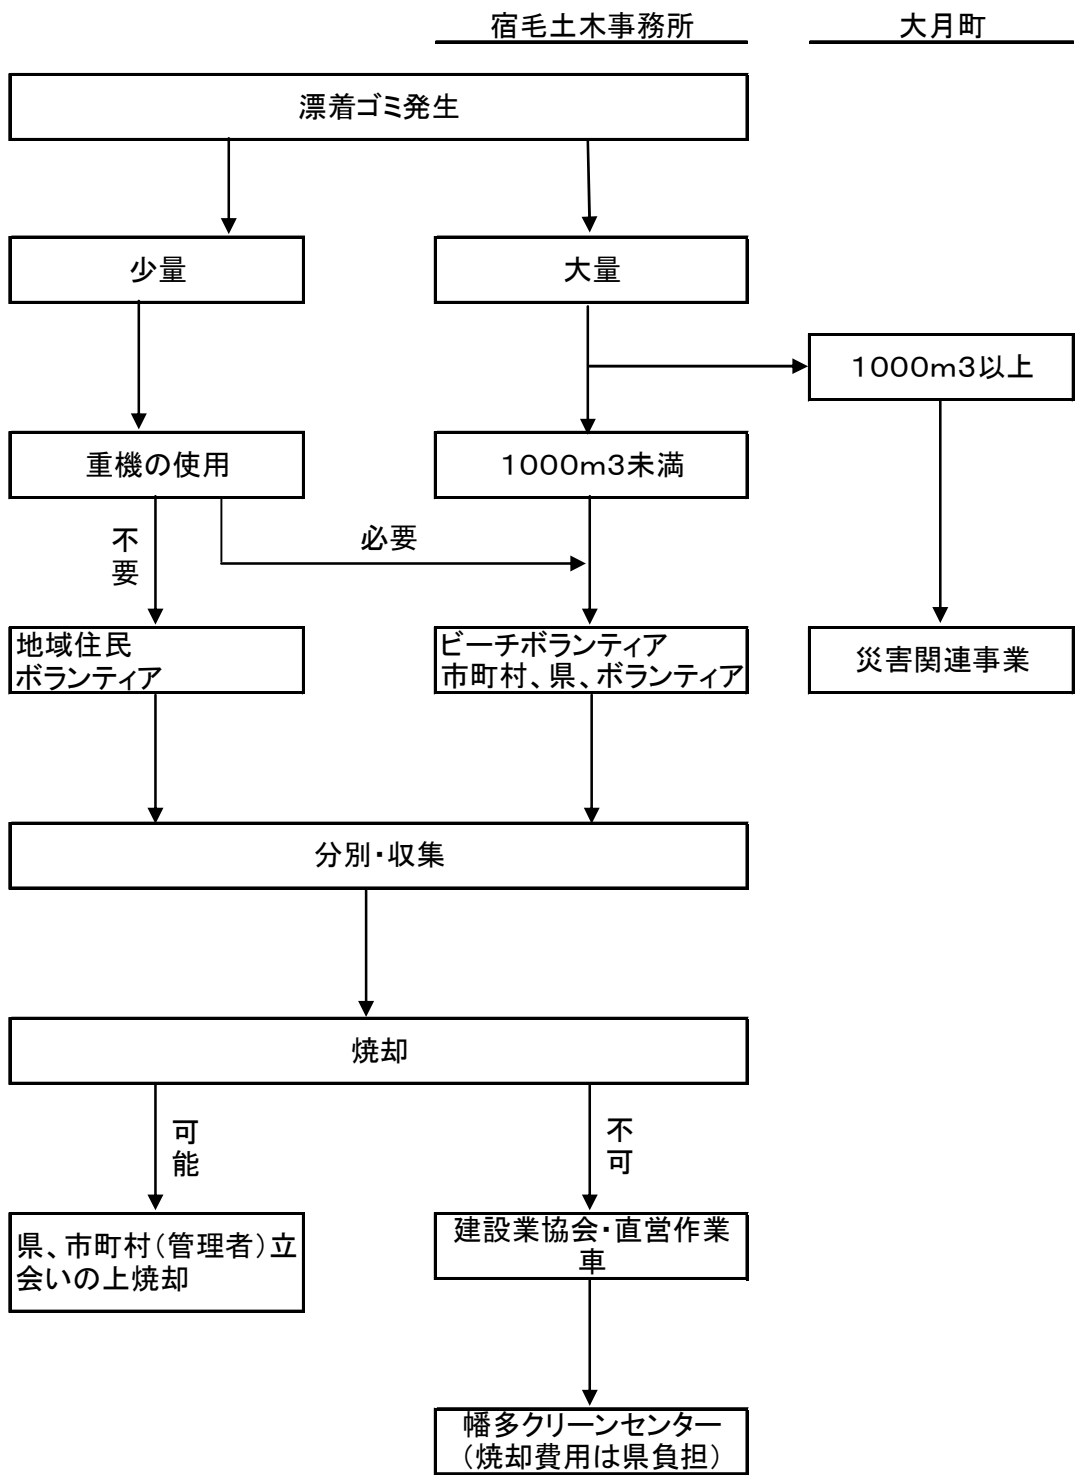 宿毛土木事務所
大月町
漂着ゴミ発生
少量
大量
1000m3以上
重機の使用
1000m3未満
不要
必要
地域住民
ボランティア
ビーチボランティア
市町村、県、ボランティア
災害関連事業
分別・収集
焼却
可能
不可
県、市町村(管理者)立
会いの上焼却
建設業協会・直営作業
車
幡多クリーンセンター
(焼却費用は県負担)